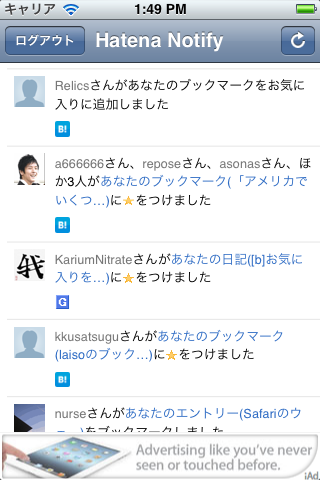 キャリア 1:49 PM
ログアウト Hatena Notify
Relicsさんがあなたのブックマークをお気に
入りに追加しました
B!
a666666さん、reposeさん、asonasさん、ほ
か3人があなたのブックマーク(「アメリカで
いくつ...)に★をつけました
B!
我
KariumNitrateさんがあなたの日記([b]お気に
入りを...)に★をつけました
G
kkusatsuguさんがあなたのブックマーク
(laisoのブック...)に★をつけました
B!
nurseさんがあなたのエントリー(Safariのウ
...)をブックマークしました
Advertising like you've never
seen or touched before.
iAd